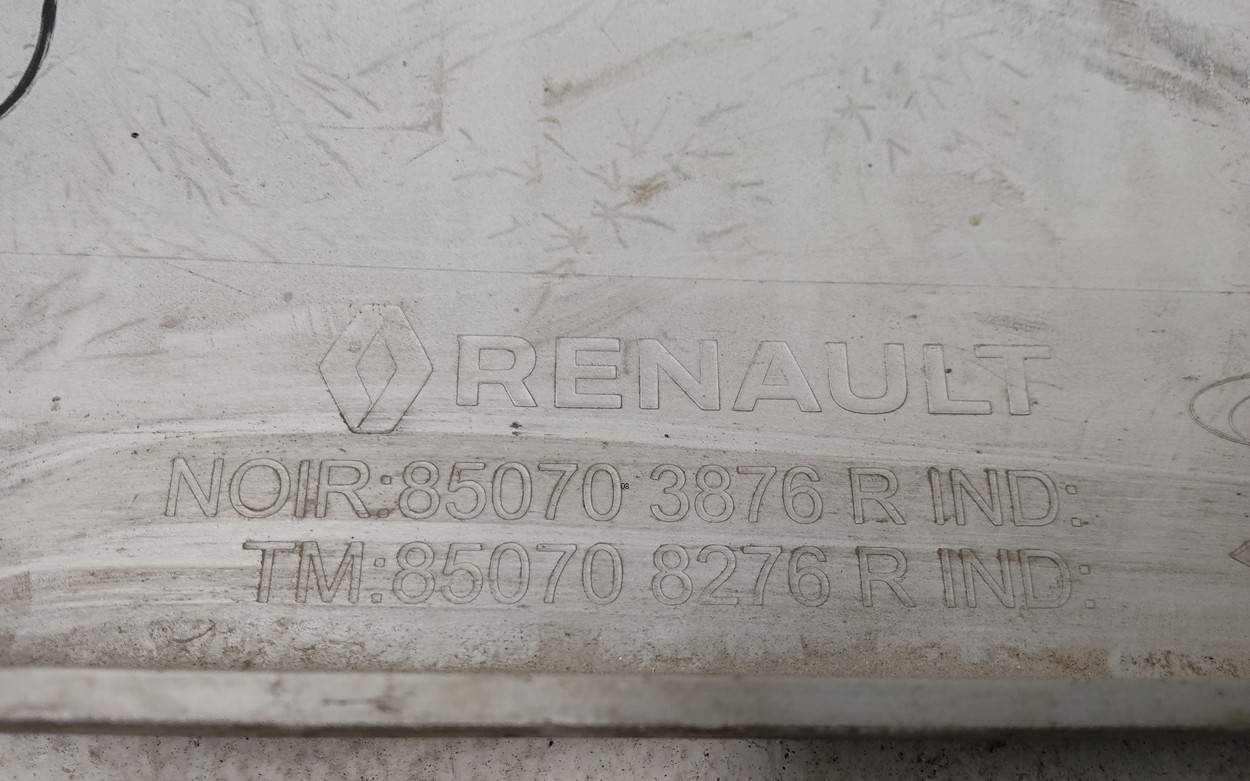 RENAULT
NOIR:85070 3876 R IND:
TM:85070 8276 R IND: